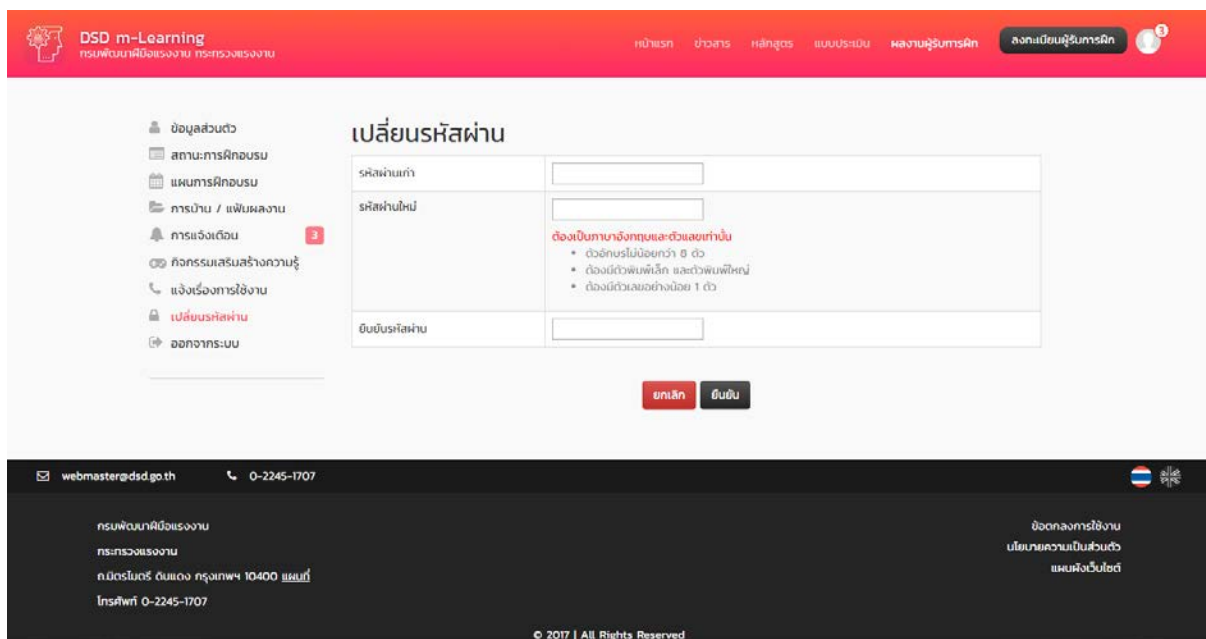 DSD m-Learning
กรมพัฒนาฝีมือแรงงาน กระทรวงแรงงาน
หน้าแรก ข่าวสาร หลักสูตร แบบประเมิน ผลงานผู้รับการฝึก ลงทะเบียนผู้รับการฝึก 3
ข้อมูลส่วนตัว
สถานะการฝึกอบรม
แผนการฝึกอบรม
การบ้าน / แฟ้มผลงาน
การแจ้งเตือน 3
กิจกรรมเสริมสร้างความรู้
แจ้งเรื่องการใช้งาน
เปลี่ยนรหัสผ่าน
ออกจากระบบ
เปลี่ยนรหัสผ่าน
รหัสผ่านเก่า
รหัสผ่านใหม่
ต้องเป็นภาษาอังกฤษและตัวเลขเท่านั้น
ตัวอักษรไม่น้อยกว่า 8 ตัว
ต้องมีตัวพิมพ์เล็ก และตัวพิมพ์ใหญ่
ต้องมีตัวเลขอย่างน้อย 1 ตัว
ยืนยันรหัสผ่าน
ยกเลิก ยืนยัน
webmaster@dsd.go.th 0-2245-1707
กรมพัฒนาฝีมือแรงงาน
กระทรวงแรงงาน
ถ.มิตรไมตรี ดินแดง กรุงเทพฯ 10400 แผนที่
โทรศัพท์ 0-2245-1707
ข้อตกลงการใช้งาน
นโยบายความเป็นส่วนตัว
แผนผังเว็บไซต์
© 2017 | All Rights Reserved